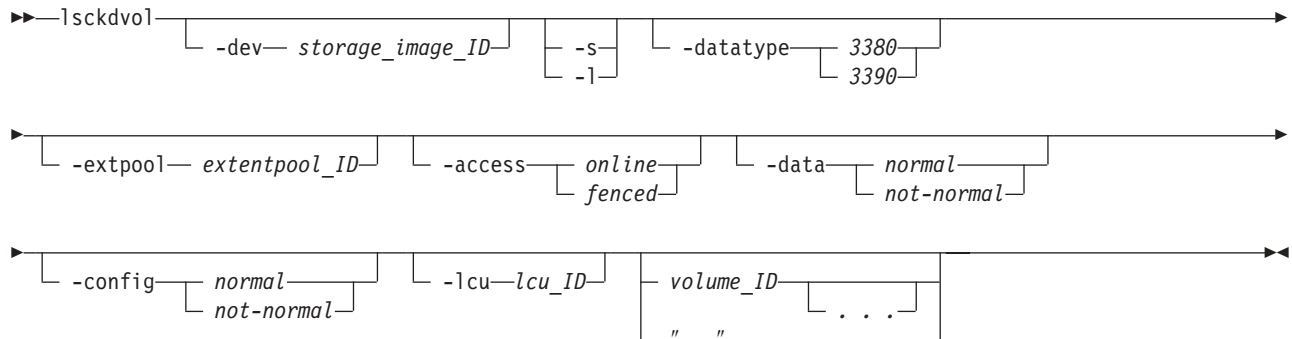 lsckdvol
-dev storage_image_ID -s -datatype 3380
-l 3390
-extpool extentpool_ID -access online -data normal
fenced not-normal
-config normal -lcu lcu_ID volume_ID
not-normal . . .
" "